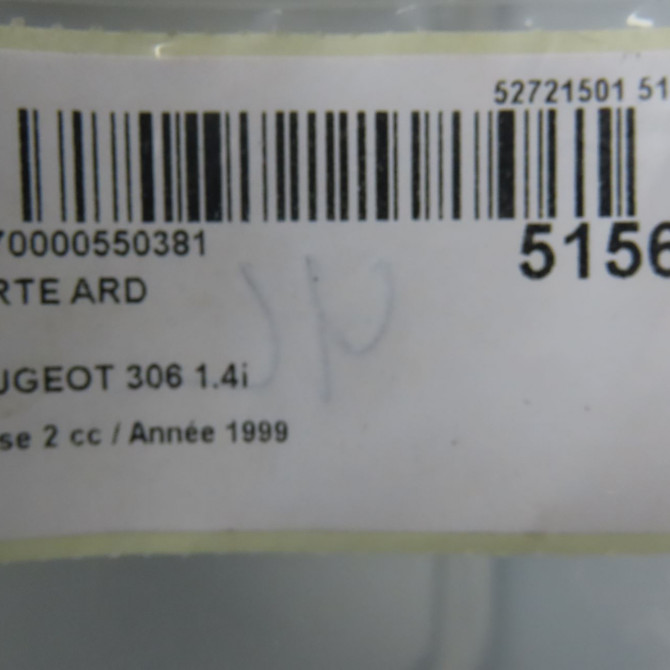 52721501 51
70000550381
5156
RTE ARD
UGEOT 306 1.4i
se 2 cc / Année 1999